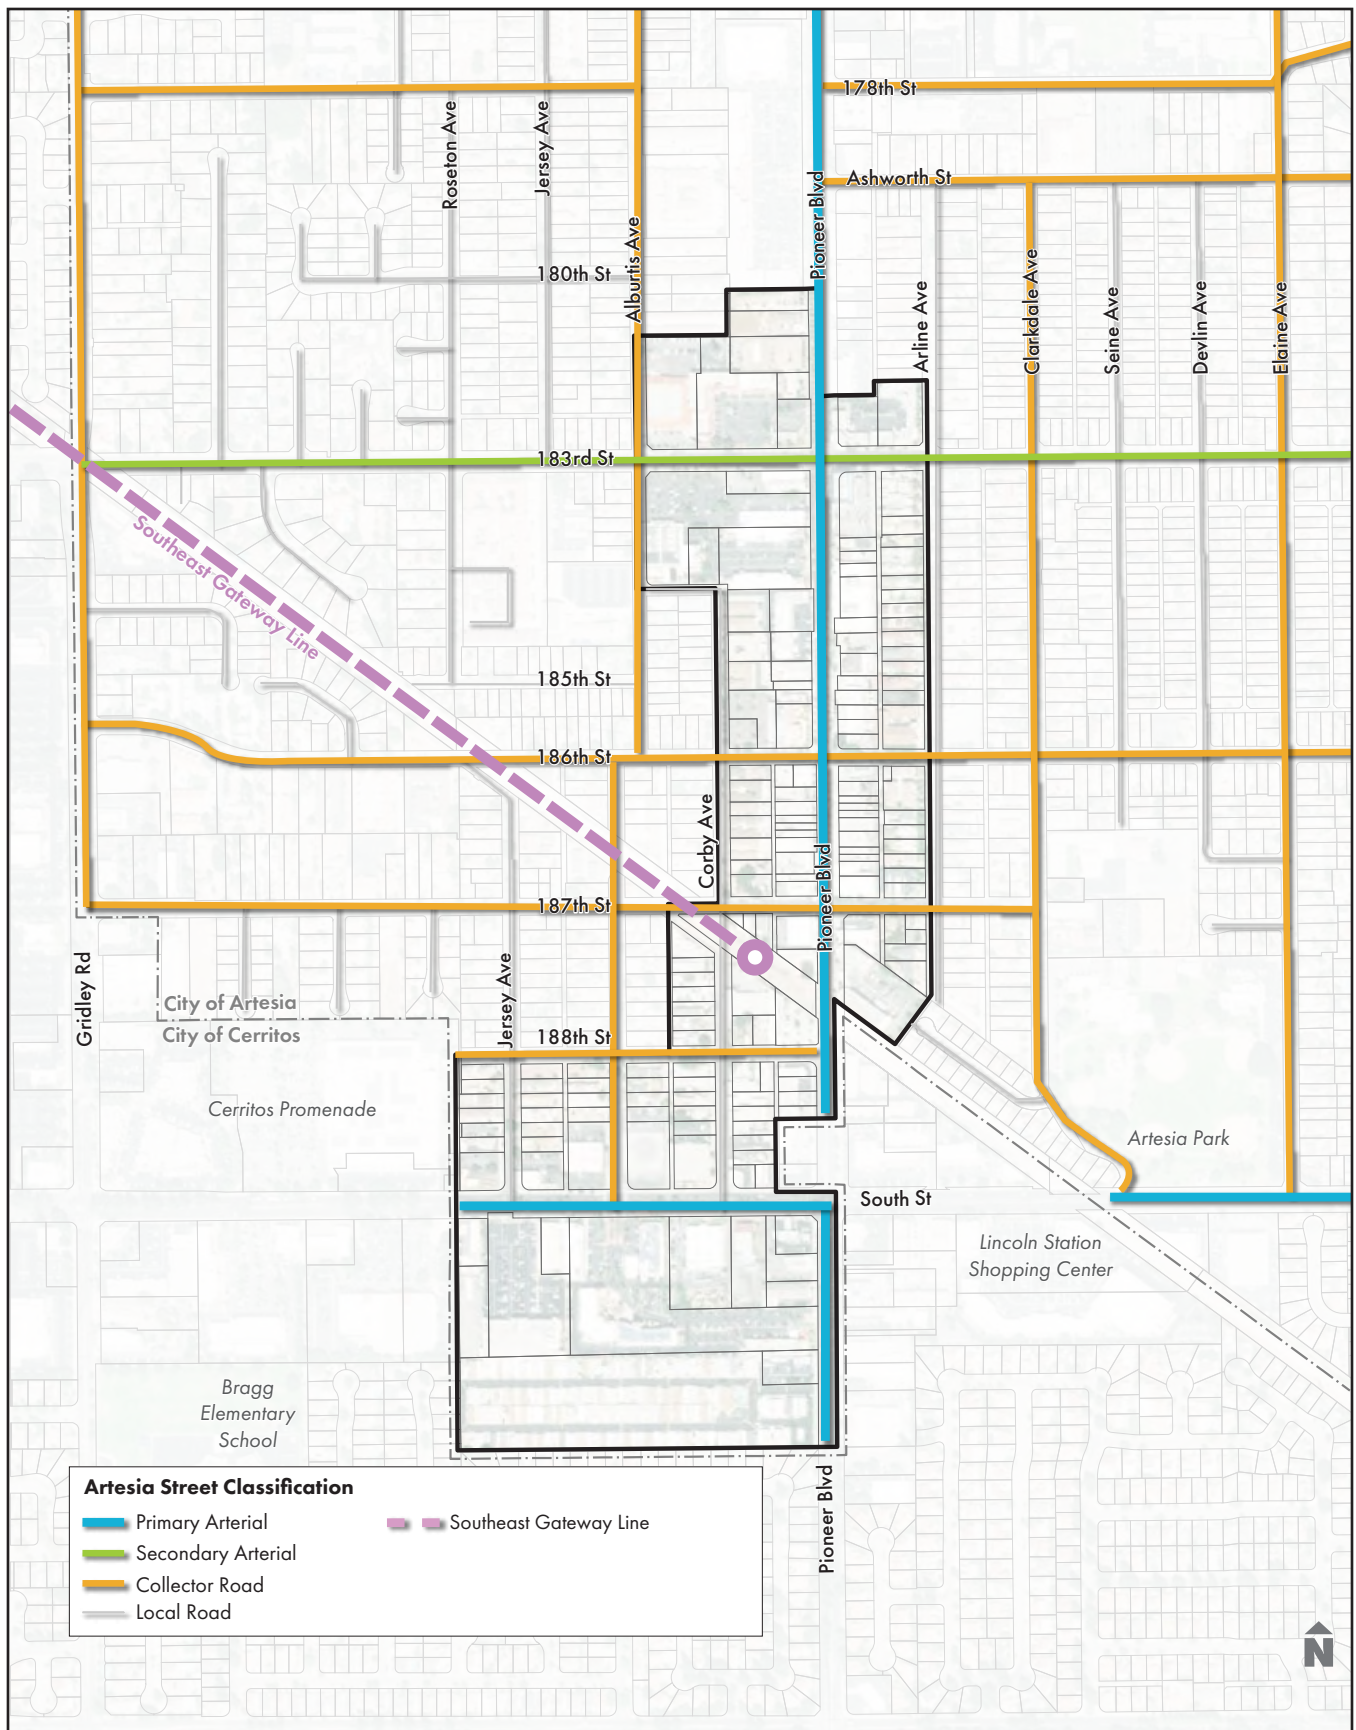 178th St
Ashworth St
Roseton Ave
Jersey Ave
Alburtis Ave
Pioneer Blvd
180th St
Arline Ave
Clarkdale Ave
Seine Ave
Devlin Ave
Elaine Ave
183rd St
Southeast Gateway Line
185th St
186th St
Corby Ave
Pioneer Blvd
187th St
Gridley Rd
Jersey Ave
City of Artesia
City of Cerritos
188th St
Cerritos Promenade
Artesia Park
South St
Lincoln Station
Shopping Center
Bragg
Elementary
School
Pioneer Blvd
Artesia Street Classification
Primary Arterial
Southeast Gateway Line
Secondary Arterial
Collector Road
Local Road
N